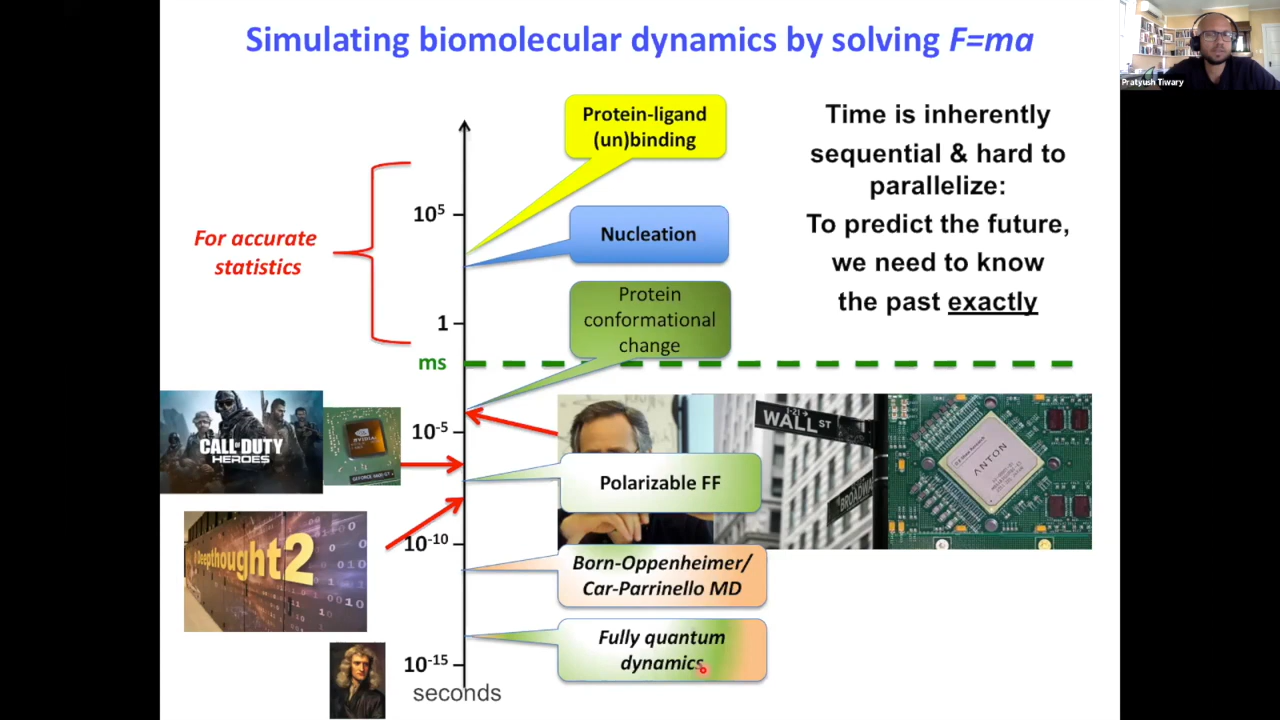 Simulating biomolecular dynamics by solving F=ma
Pratyush Tiwary
Protein-ligand
(un)binding
Time is inherently
sequential & hard to
parallelize:
To predict the future,
we need to know
the past exactly
10⁵
For accurate
statistics
Nucleation
Protein
conformational
change
1
ms
CALL OF DUTY
HEROES
NVIDIA
10⁻⁵
WALL ST
BROADWAY
ANTON
Polarizable FF
Deepthought2
10⁻¹⁰
Born-Oppenheimer/
Car-Parrinello MD
Fully quantum
dynamics
10⁻¹⁵
seconds